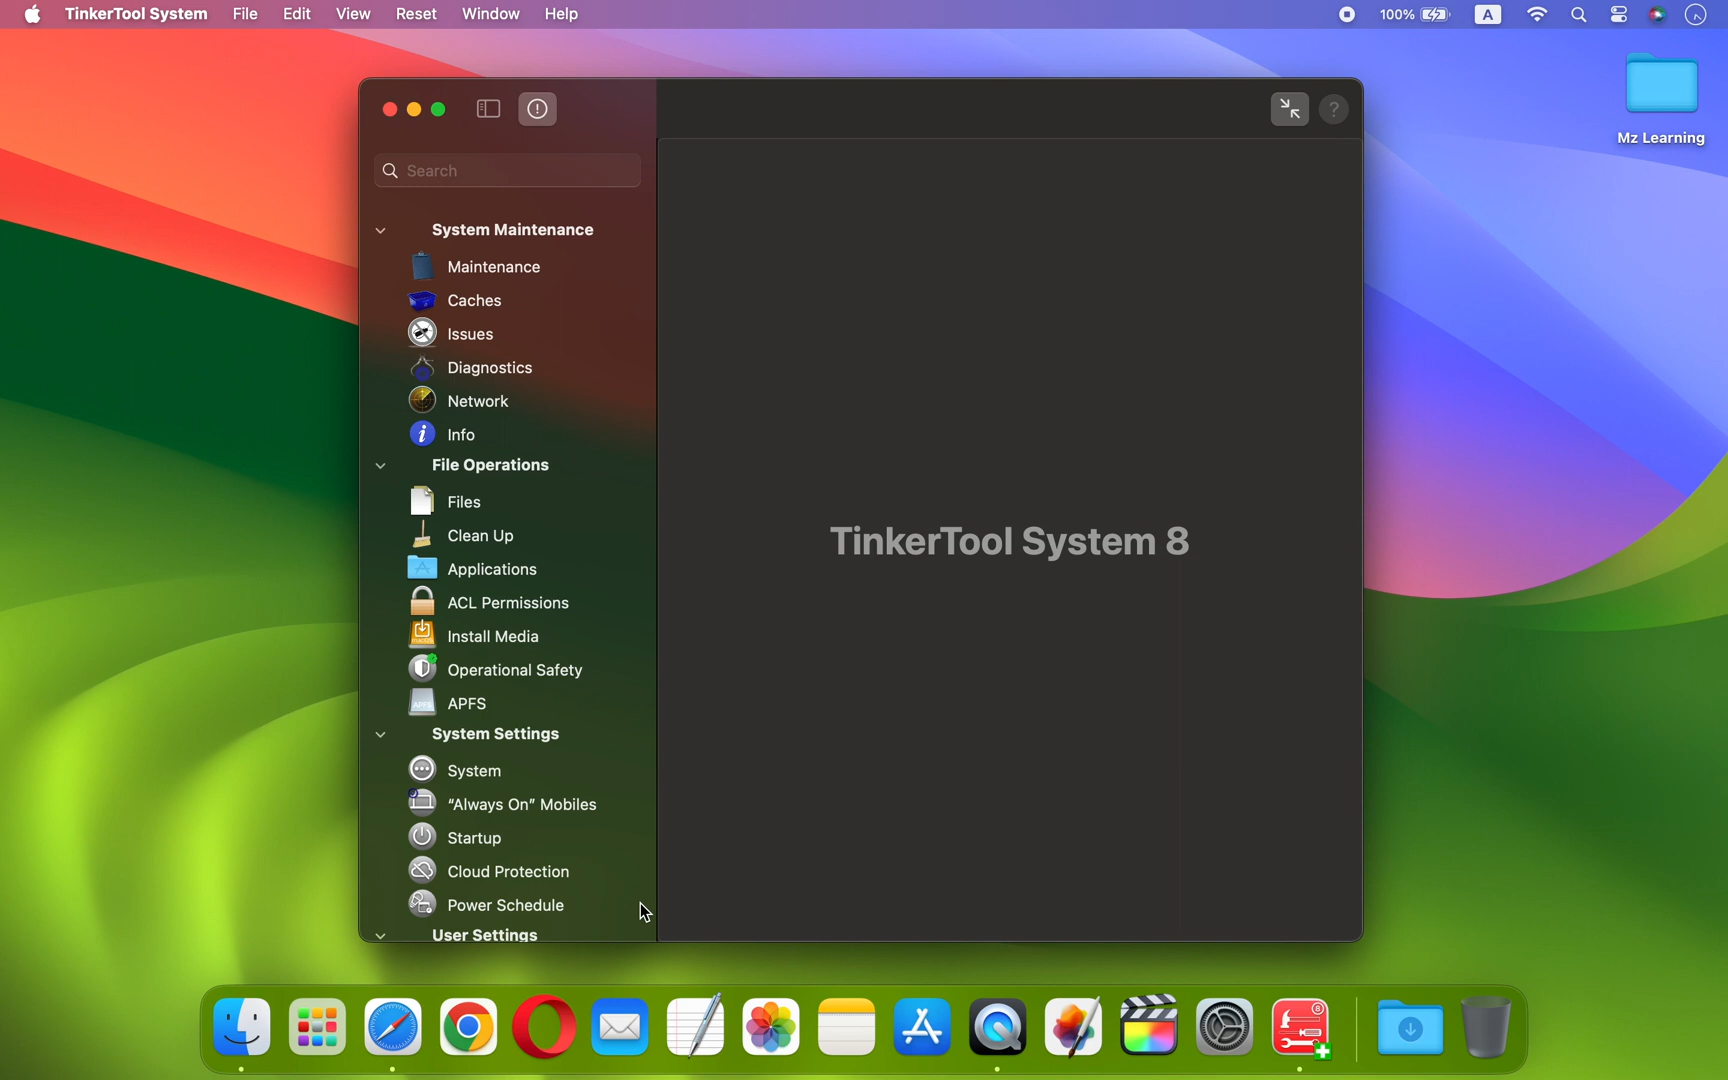 TinkerTool System File Edit View Reset Window Help 100% A
Mz Learning
Search
System Maintenance
Maintenance
Caches
Issues
Diagnostics
Network
Info
File Operations
Files
Clean Up
Applications
ACL Permissions
Install Media
Operational Safety
APFS
System Settings
System
“Always On” Mobiles
Startup
Cloud Protection
Power Schedule
User Settings
TinkerTool System 8